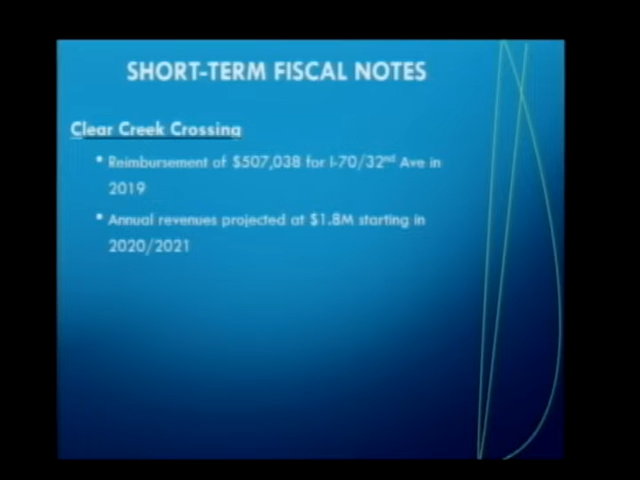 SHORT-TERM FISCAL NOTES
Clear Creek Crossing
• Reimbursement of $507,038 for I-70/32nd Ave in
2019
• Annual revenues projected at $1.8M starting in
2020/2021